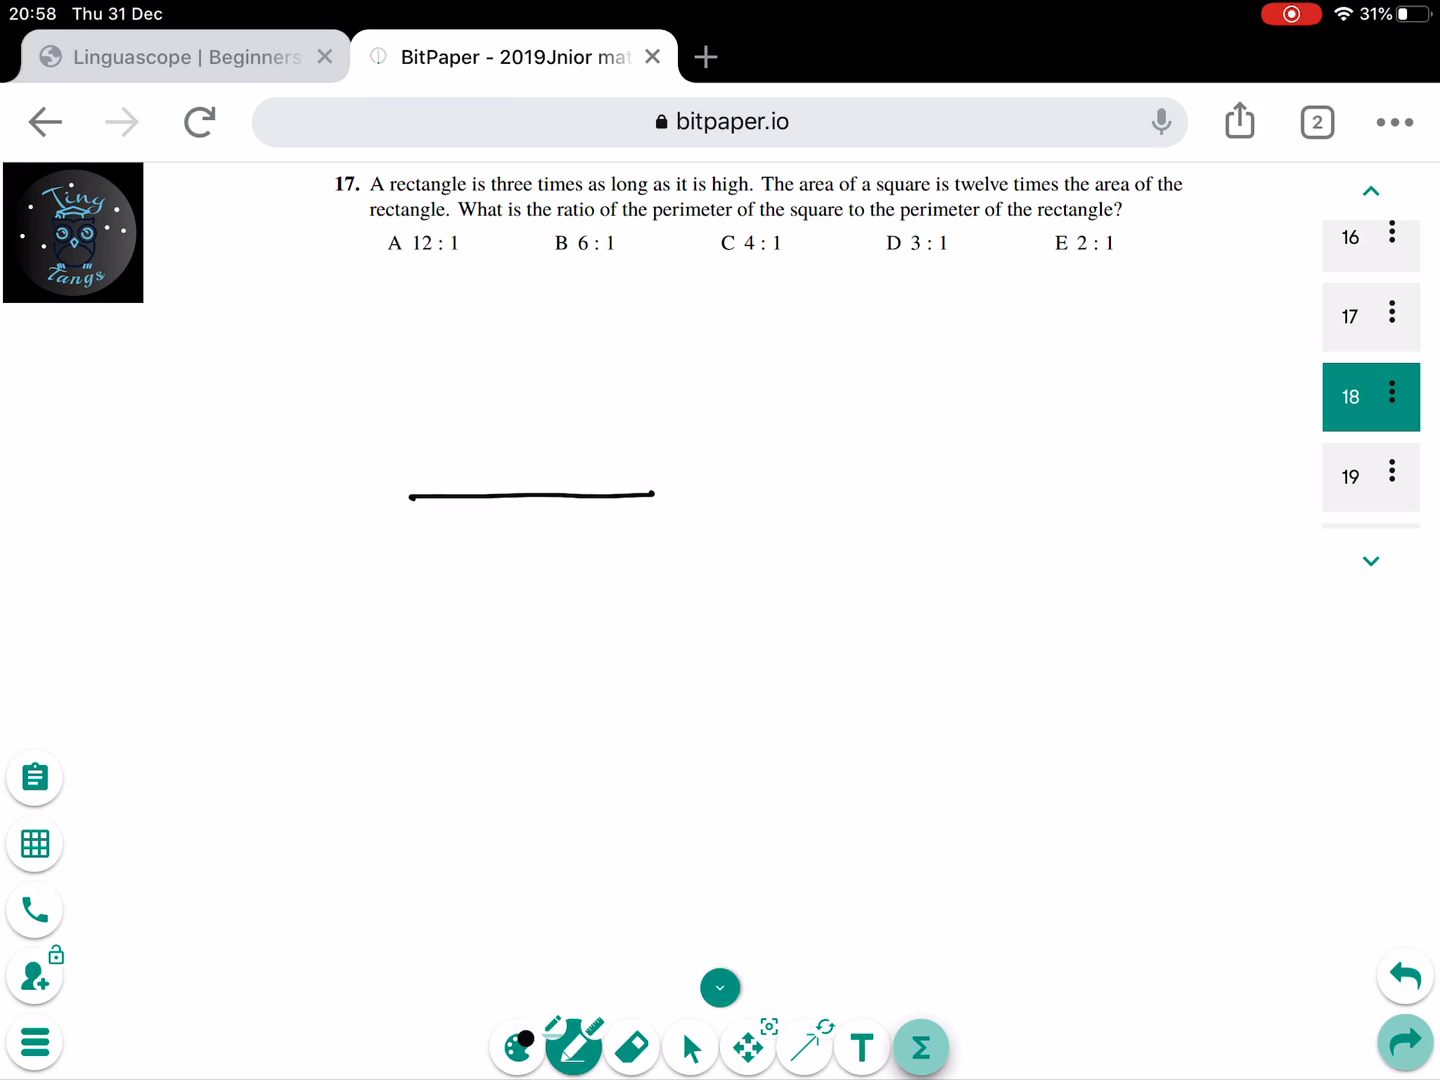 20:58 Thu 31 Dec
31%
Linguascope | Beginners
BitPaper - 2019Jnior mat
bitpaper.io
2
Ting
Tangs
17. A rectangle is three times as long as it is high. The area of a square is twelve times the area of the
rectangle. What is the ratio of the perimeter of the square to the perimeter of the rectangle?
A 12 : 1 B 6 : 1 C 4 : 1 D 3 : 1 E 2 : 1
16
17
18
19
T
Σ